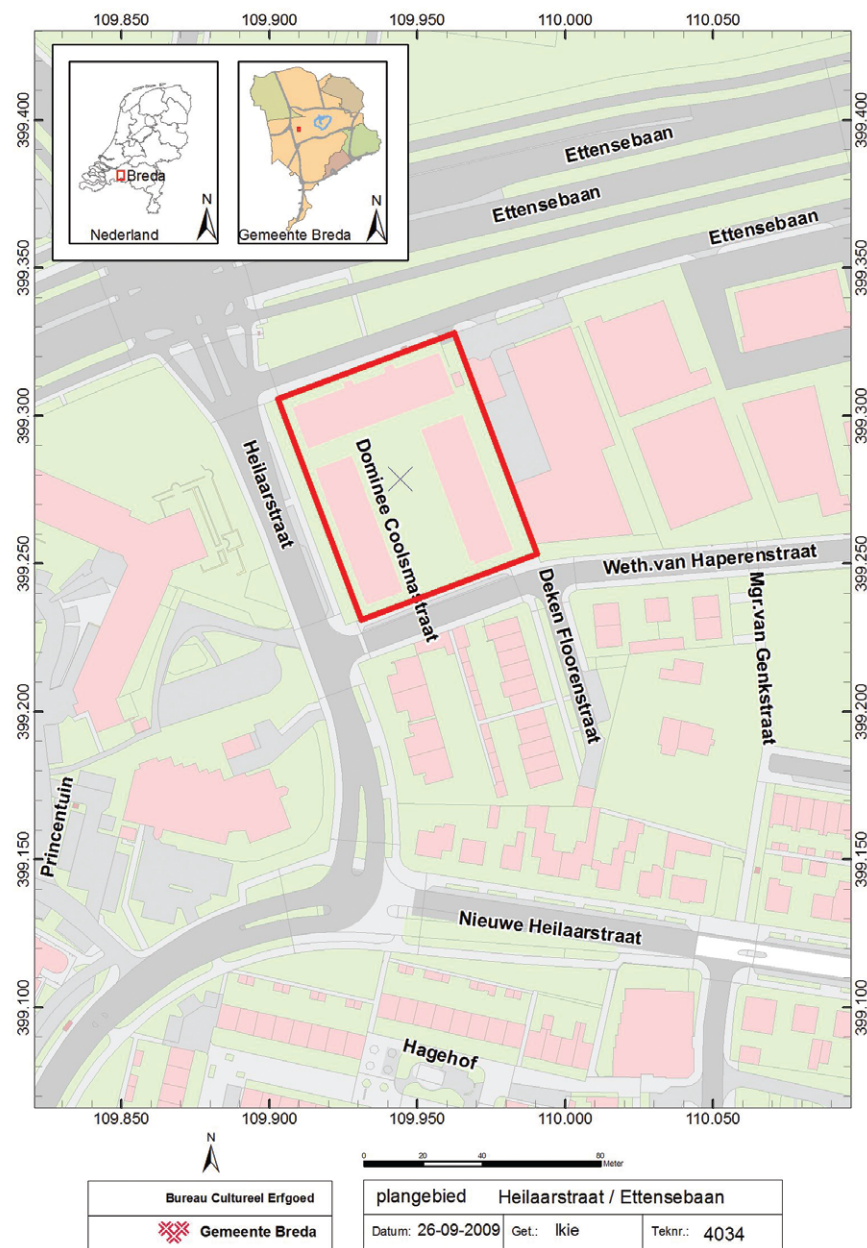 109.850 109.900 109.950 110.000 110.050
399.400
399.350
399.300
399.250
399.200
399.150
399.100
399.400
399.350
399.300
399.250
399.200
399.150
399.100
Breda
N
Nederland
N
Gemeente Breda
Ettensebaan
Ettensebaan
Ettensebaan
Heilaarstraat
Dominee Coolsmastraat
Weth.van Haperenstraat
Deken Floorenstraat
Mgr.van Genkstraat
Princentuin
Nieuwe Heilaarstraat
Hagehof
109.850 109.900 109.950 110.000 110.050
N
0 20 40 80
Meter
Bureau Cultureel Erfgoed
Gemeente Breda
plangebied Heilaarstraat / Ettensebaan
Datum: 26-09-2009 Get.: Ikie Teknr.: 4034